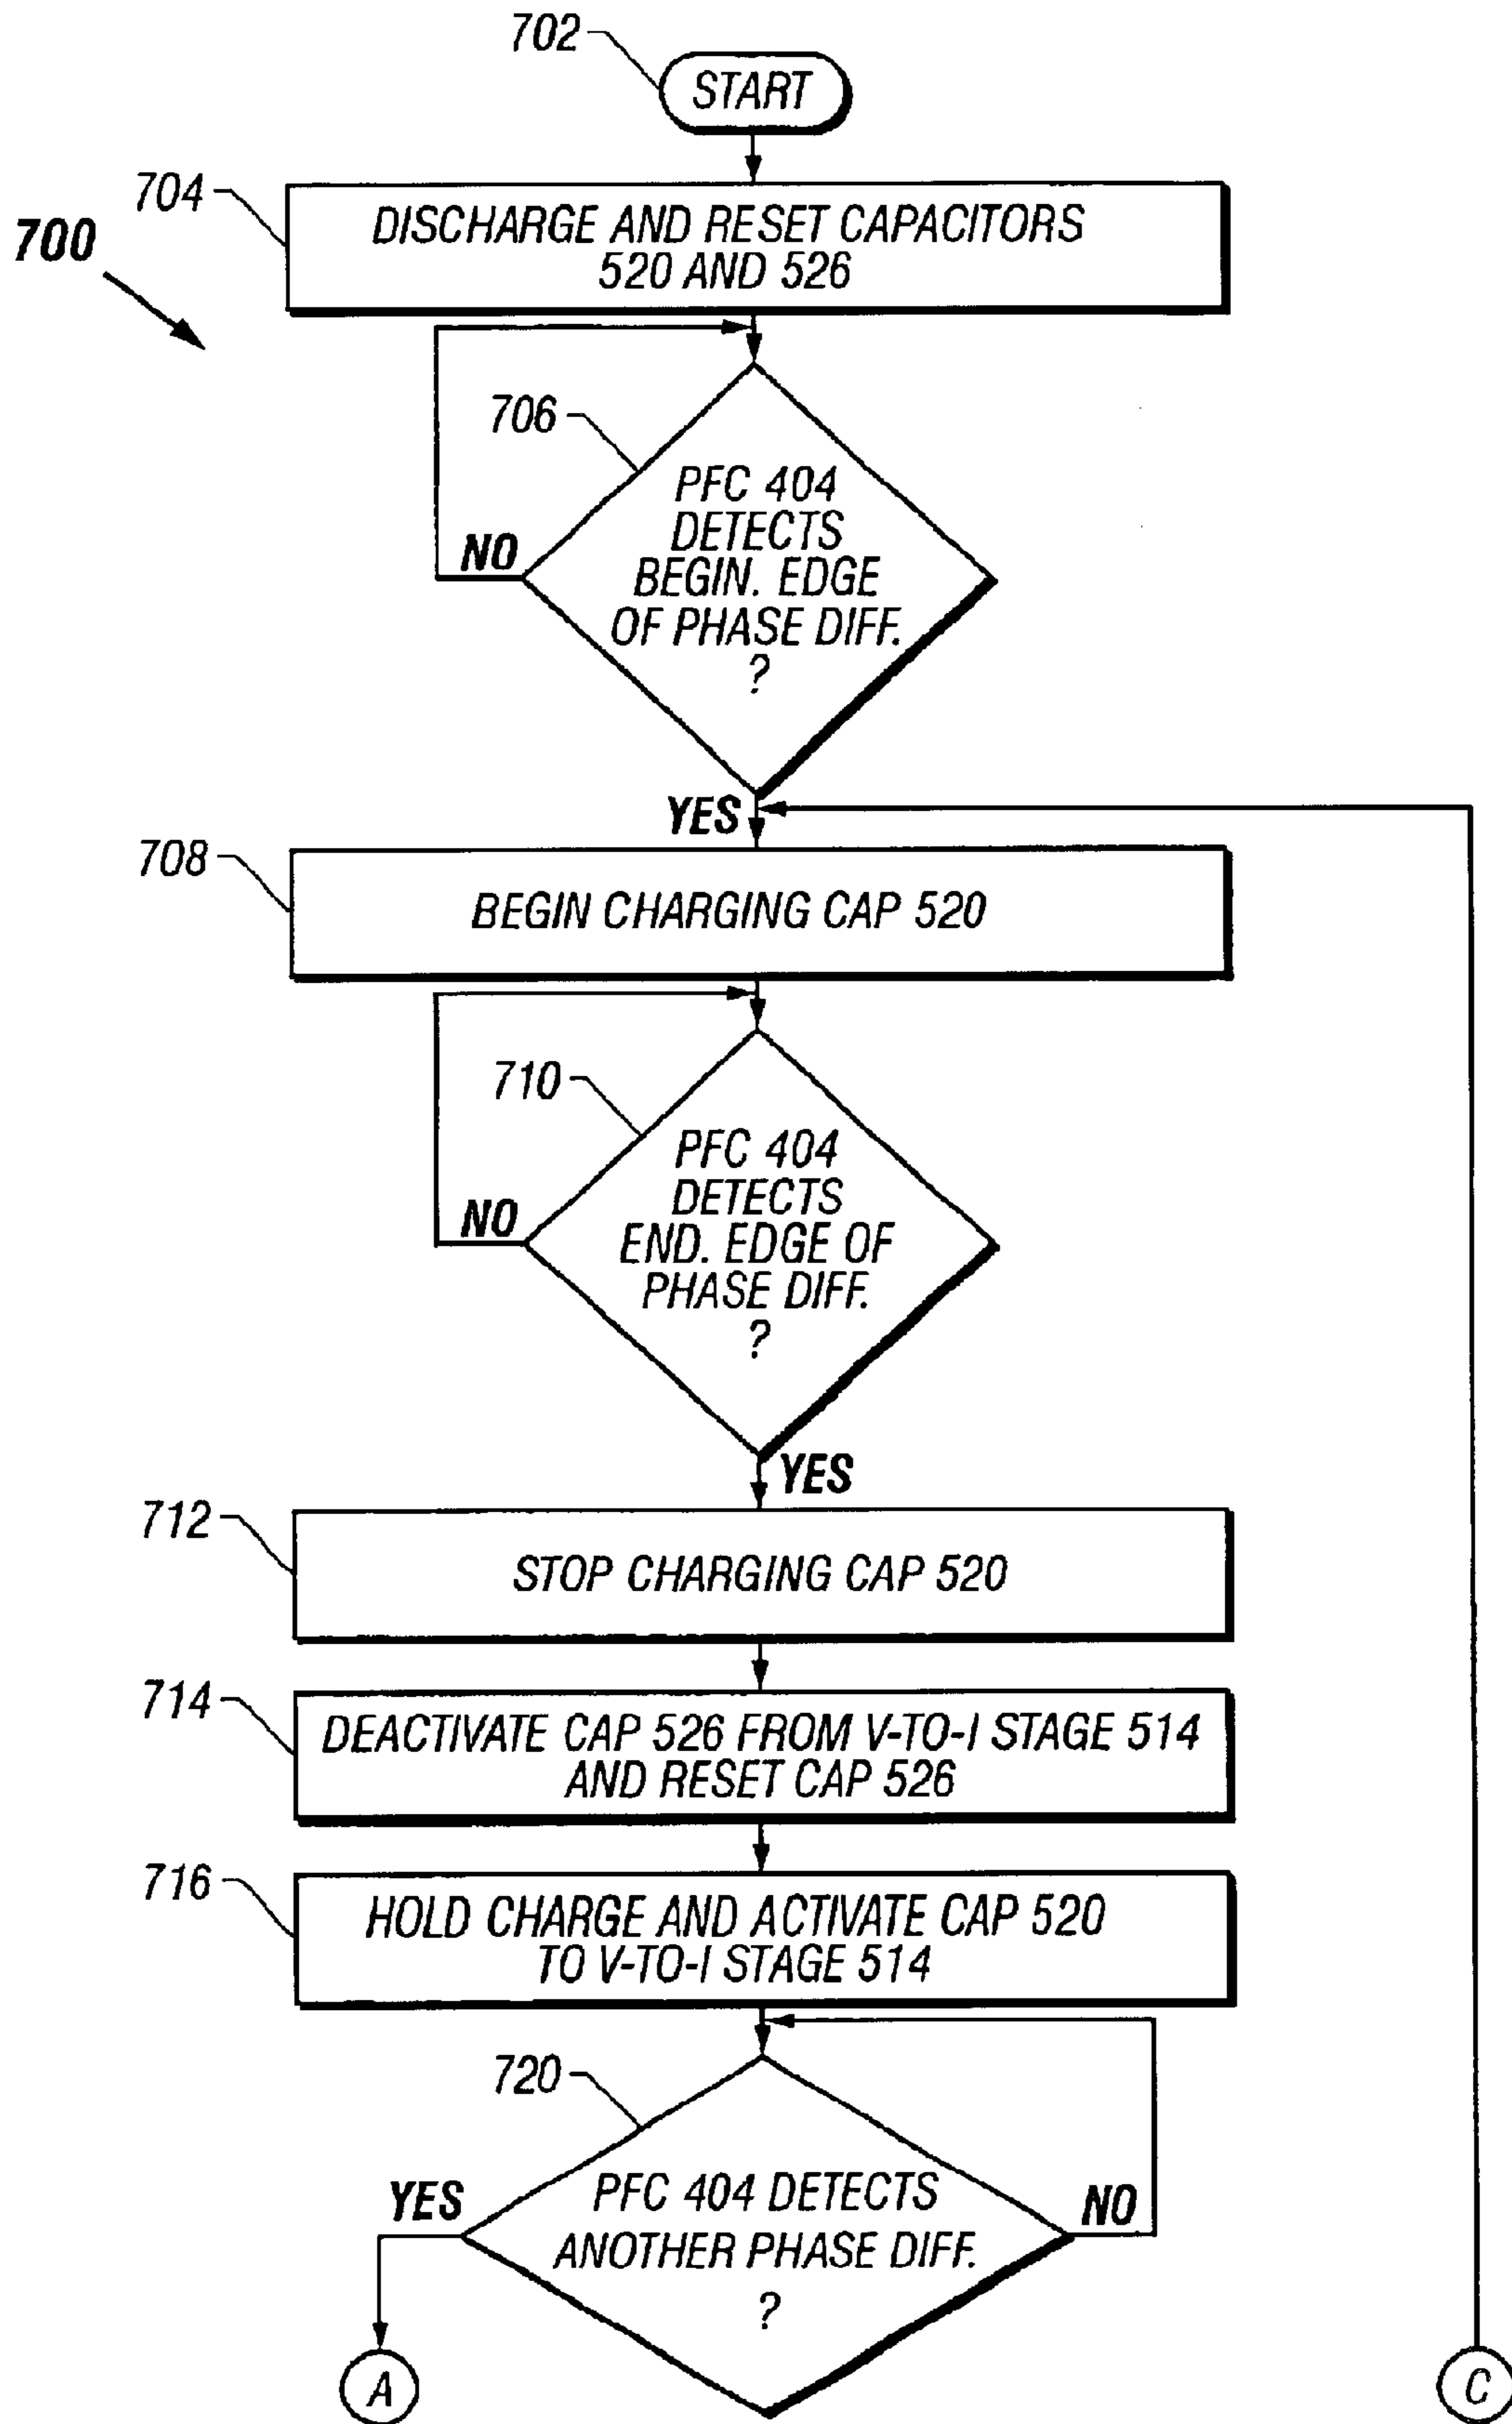 702
START
704
700
DISCHARGE AND RESET CAPACITORS
520 AND 526
706
PFC 404
DETECTS
BEGIN. EDGE
OF PHASE DIFF.
?
NO
YES
708
BEGIN CHARGING CAP 520
710
PFC 404
DETECTS
END. EDGE OF
PHASE DIFF.
?
NO
YES
712
STOP CHARGING CAP 520
714
DEACTIVATE CAP 526 FROM V-TO-I STAGE 514
AND RESET CAP 526
716
HOLD CHARGE AND ACTIVATE CAP 520
TO V-TO-I STAGE 514
720
PFC 404 DETECTS
ANOTHER PHASE DIFF.
?
YES
NO
A
C